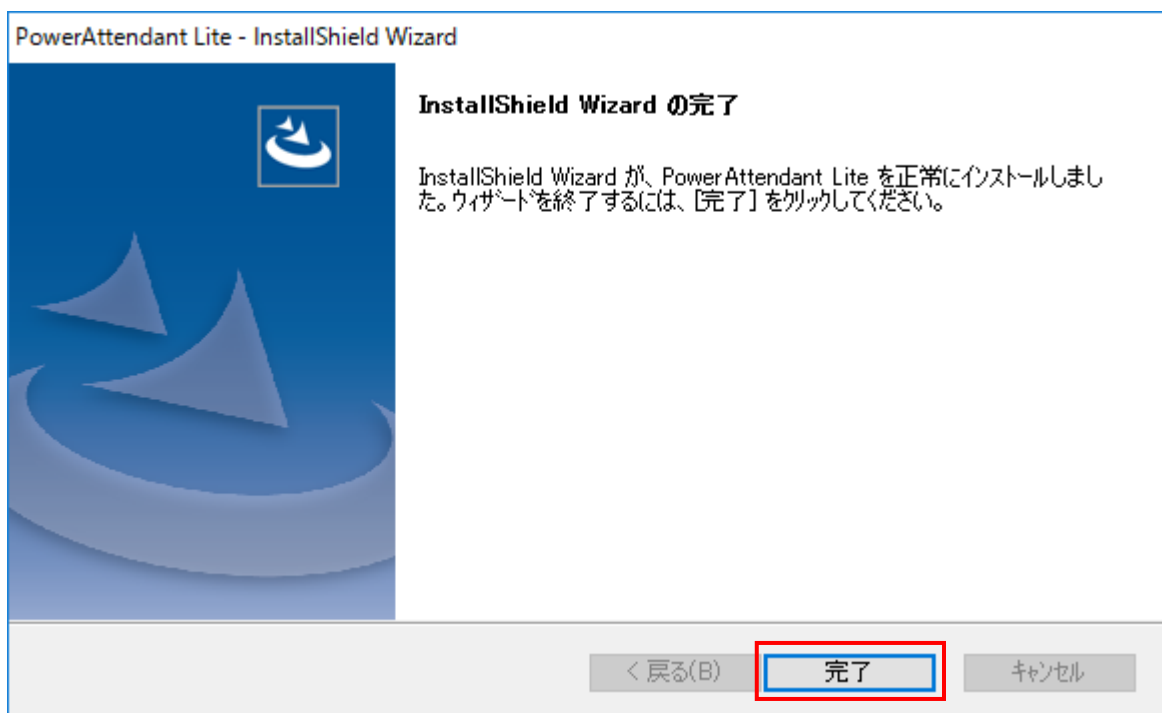 PowerAttendant Lite - InstallShield Wizard
InstallShield Wizard の完了
InstallShield Wizard が、PowerAttendant Lite を正常にインストールしまし
た。ウィザードを終了するには、[完了] をクリックしてください。
< 戻る(B)
完了
キャンセル